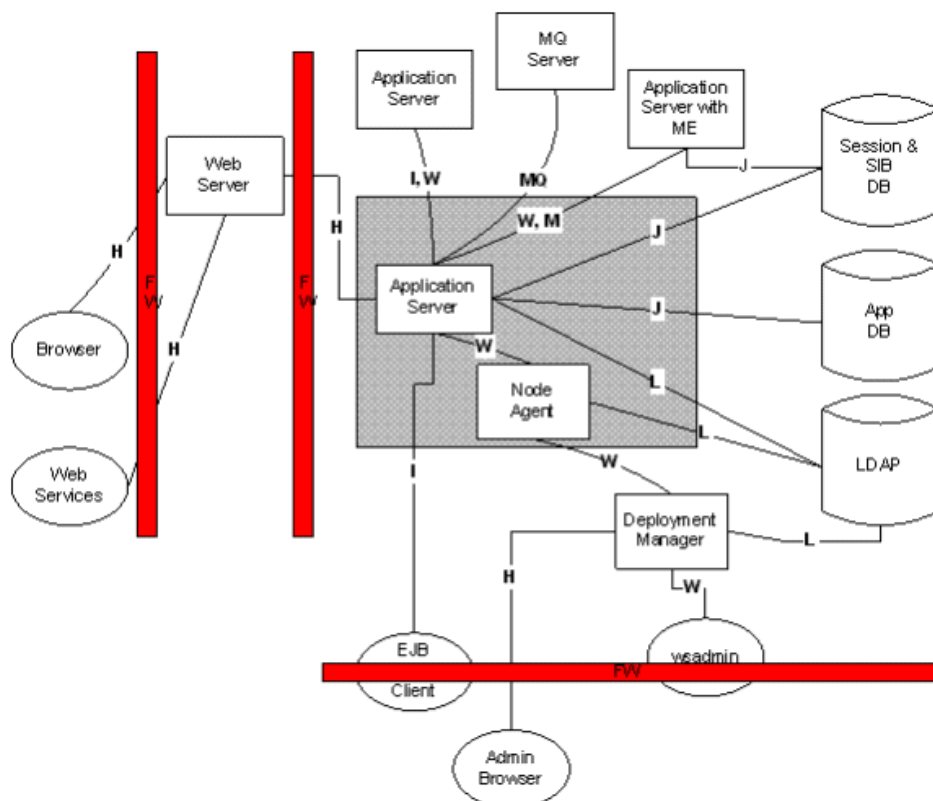 MQ
Server
Application
Server
Application
Server with
ME
Session &
SIB
DB
Web
Server
I, W
MQ
J
W, M
H
H
J
F
W
F
W
Application
Server
App
DB
J
Browser
H
W
L
Node
Agent
L
LDAP
Web
Services
I
W
Deployment
Manager
L
H
W
EJB
Client
wsadmin
FW
Admin
Browser